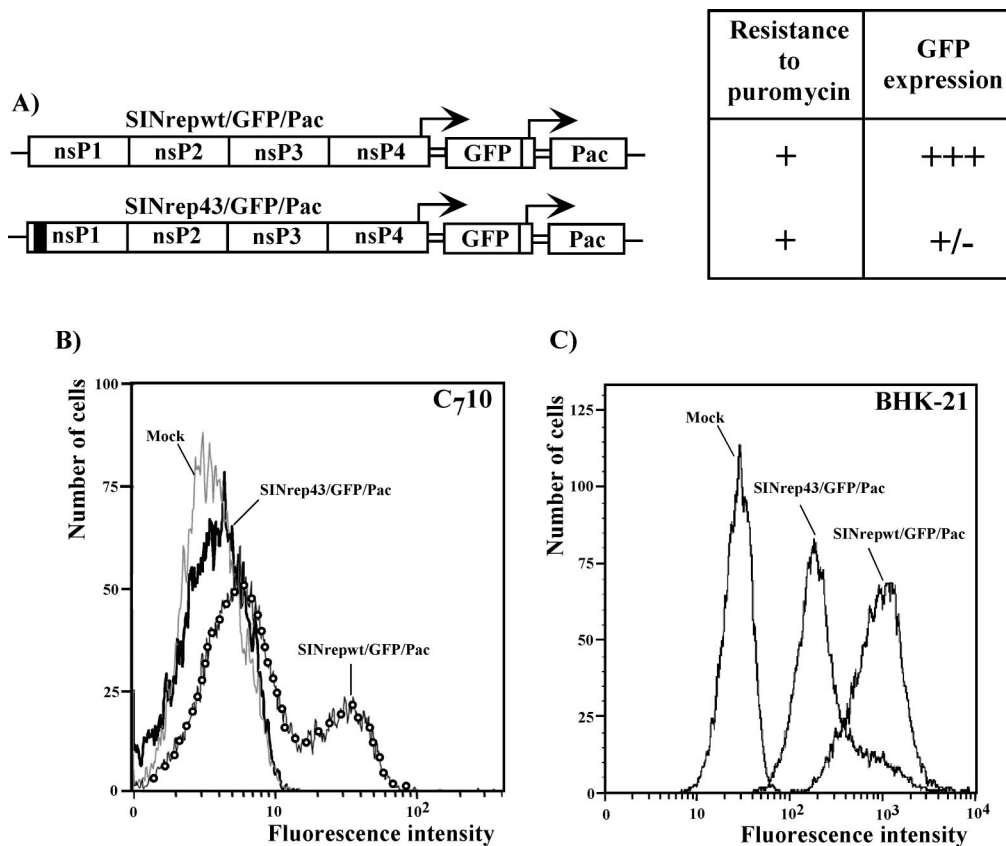 A)
SINrepwt/GFP/Pac
nsP1 nsP2 nsP3 nsP4 GFP Pac
SINrep43/GFP/Pac
nsP1 nsP2 nsP3 nsP4 GFP Pac
Resistance
to
puromycin
GFP
expression
+ +++
+ +/-
B)
C710
Number of cells
100
75
50
25
0
Mock
SINrep43/GFP/Pac
SINrepwt/GFP/Pac
0 10 10²
Fluorescence intensity
C)
BHK-21
Number of cells
125
100
75
50
25
0
Mock
SINrep43/GFP/Pac
SINrepwt/GFP/Pac
0 10 10² 10³ 10⁴
Fluorescence intensity